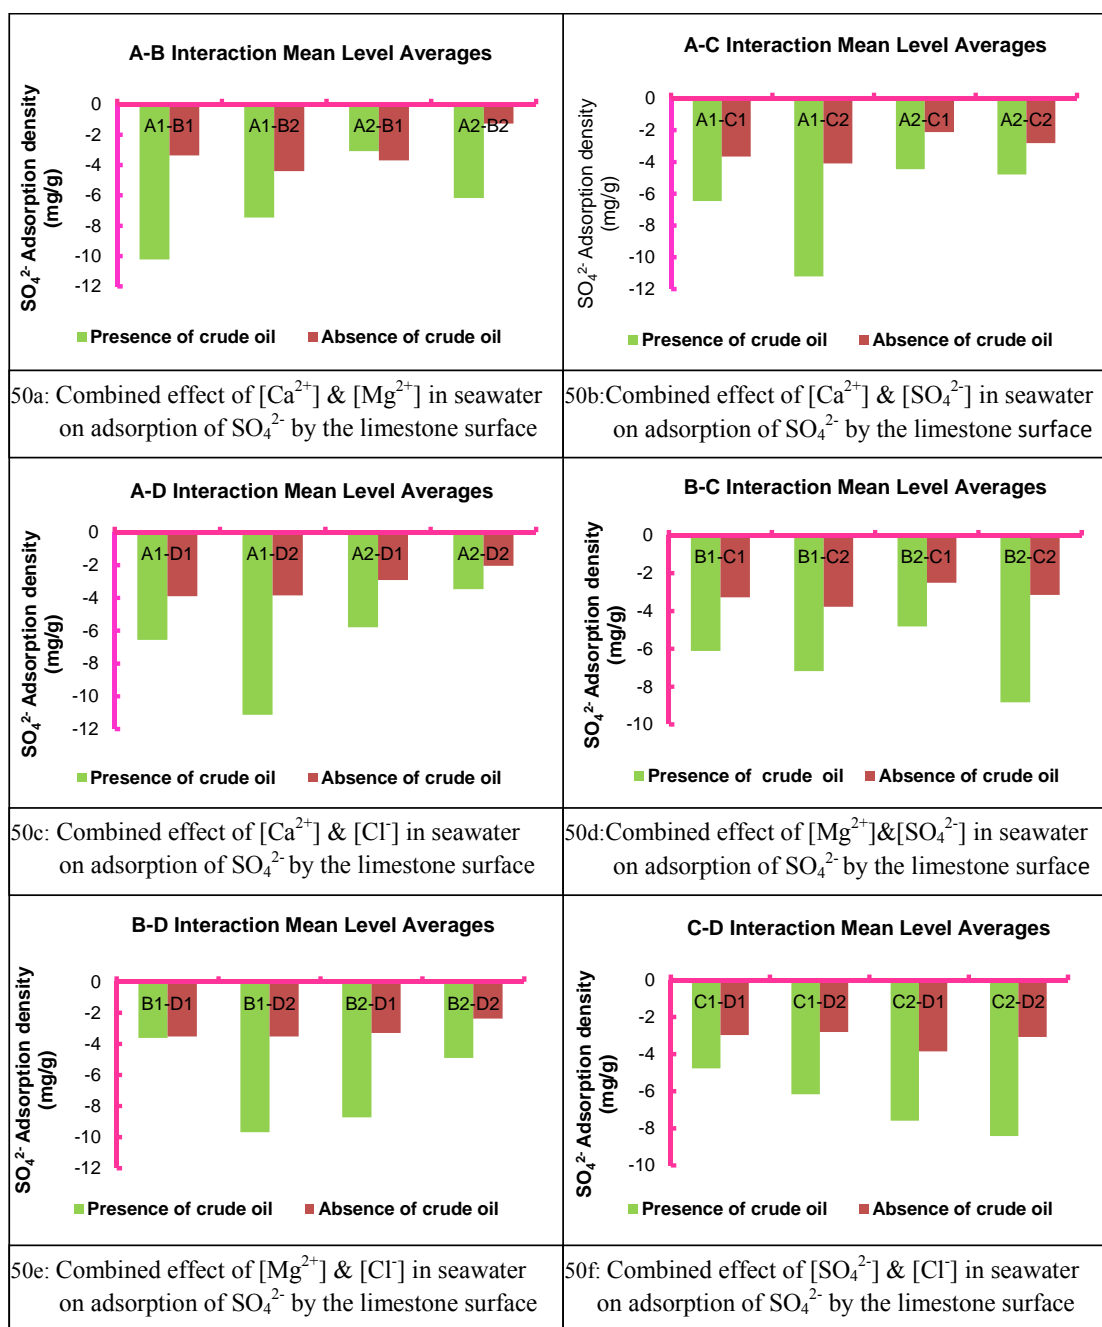 A-B Interaction Mean Level Averages
SO₄²⁻ Adsorption density
(mg/g)
0
-2
-4
-6
-8
-10
-12
A1-B1 A1-B2 A2-B1 A2-B2
Presence of crude oil Absence of crude oil
50a: Combined effect of [Ca²⁺] & [Mg²⁺] in seawater
on adsorption of SO₄²⁻ by the limestone surface
A-C Interaction Mean Level Averages
SO₄²⁻ Adsorption density
(mg/g)
0
-2
-4
-6
-8
-10
-12
A1-C1 A1-C2 A2-C1 A2-C2
Presence of crude oil Absence of crude oil
50b:Combined effect of [Ca²⁺] & [SO₄²⁻] in seawater
on adsorption of SO₄²⁻ by the limestone surface
A-D Interaction Mean Level Averages
SO₄²⁻ Adsorption density
(mg/g)
0
-2
-4
-6
-8
-10
-12
A1-D1 A1-D2 A2-D1 A2-D2
Presence of crude oil Absence of crude oil
50c: Combined effect of [Ca²⁺] & [Cl⁻] in seawater
on adsorption of SO₄²⁻ by the limestone surface
B-C Interaction Mean Level Averages
SO₄²⁻ Adsorption density
(mg/g)
0
-2
-4
-6
-8
-10
B1-C1 B1-C2 B2-C1 B2-C2
Presence of crude oil Absence of crude oil
50d:Combined effect of [Mg²⁺]&[SO₄²⁻] in seawater
on adsorption of SO₄²⁻ by the limestone surface
B-D Interaction Mean Level Averages
SO₄²⁻ Adsorption density
(mg/g)
0
-2
-4
-6
-8
-10
-12
B1-D1 B1-D2 B2-D1 B2-D2
Presence of crude oil Absence of crude oil
50e: Combined effect of [Mg²⁺] & [Cl⁻] in seawater
on adsorption of SO₄²⁻ by the limestone surface
C-D Interaction Mean Level Averages
SO₄²⁻ Adsorption density
(mg/g)
0
-2
-4
-6
-8
-10
C1-D1 C1-D2 C2-D1 C2-D2
Presence of crude oil Absence of crude oil
50f: Combined effect of [SO₄²⁻] & [Cl⁻] in seawater
on adsorption of SO₄²⁻ by the limestone surface